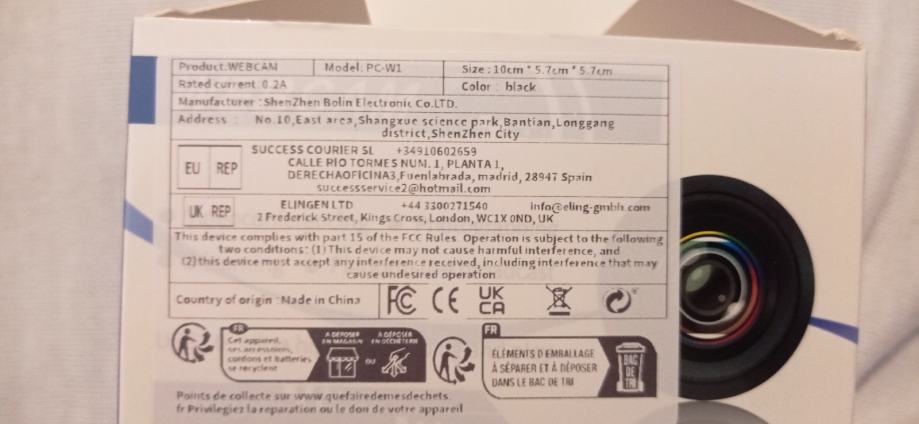 Product:WEBCAM Model: PC-W1 Size : 10cm * 5.7cm * 5.7cm
Rated current:0.2A Color : black
Manufacturer : ShenZhen Bolin Electronic Co.LTD.
Address : No.10,East area,Shangxue science park,Bantian,Longgang
district,ShenZhen City
EU REP
SUCCESS COURIER SL +34910602659
CALLE RIO TORMES NUM. 1, PLANTA 1,
DERECHAOFICINA3,Fuenlabrada, madrid, 28947 Spain
successservice2@hotmail.com
UK REP
ELINGEN LTD +44 3300271540 info@eling-gmbh.com
2 Frederick Street, Kings Cross, London, WC1X 0ND, UK
This device complies with part 15 of the FCC Rules. Operation is subject to the following
two conditions: (1) This device may not cause harmful interference, and
(2) this device must accept any interference received, including interference that may
cause undesired operation
Country of origin : Made in China FC CE UK
CA
FR
Cet appareil,
ses accessoires,
cordons et batteries
se recyclent
À DÉPOSER
EN MAGASIN
OU
À DÉPOSER
EN DÉCHÈTERIE
FR
ÉLÉMENTS D EMBALLAGE
À SÉPARER ET À DÉPOSER
DANS LE BAC DE TRI
BAC
DE
TRI
Points de collecte sur www.quefairedemesdechets.
fr Privilegiez la reparation ou le don de votre appareil